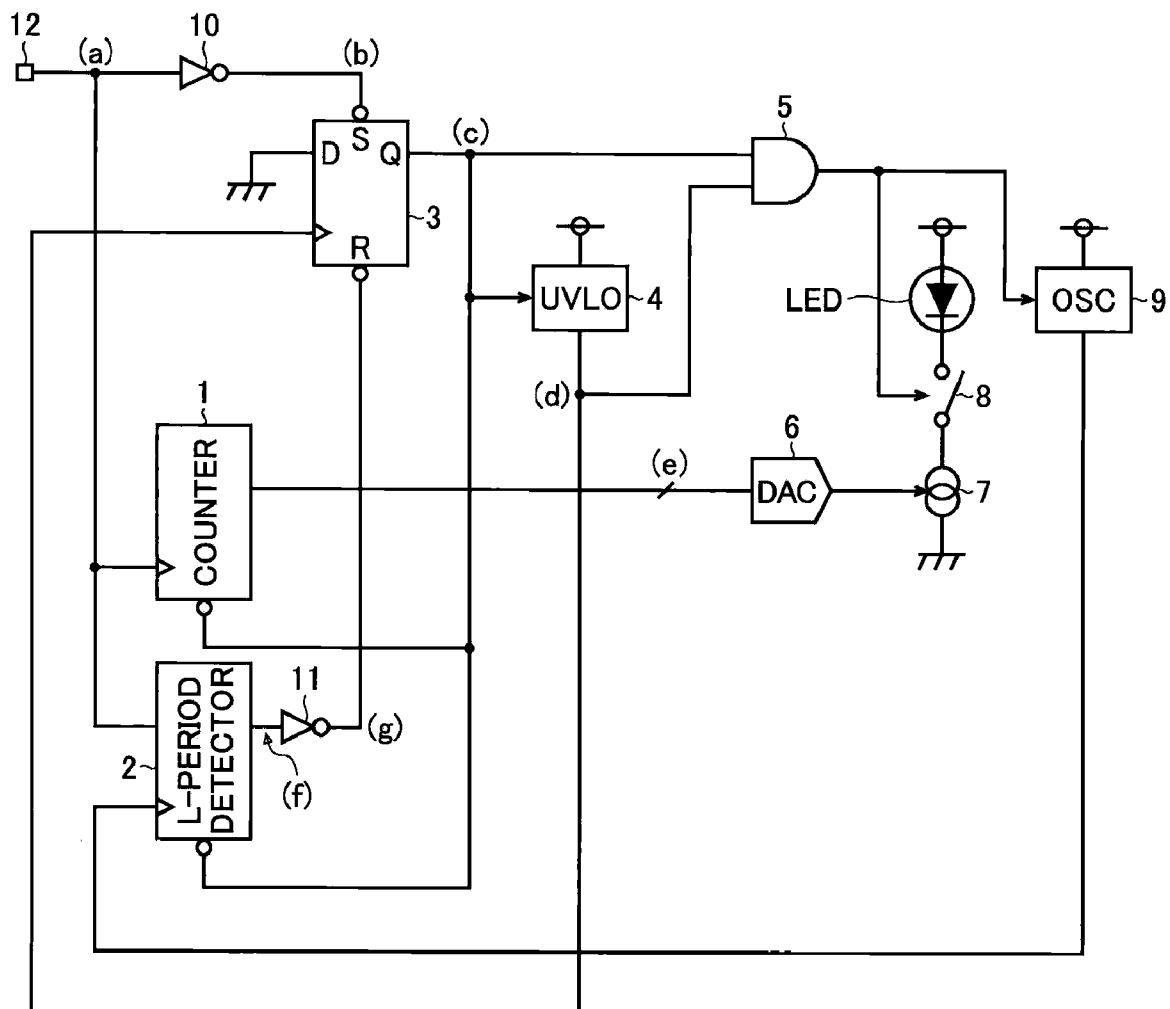 12
(a)
10
(b)
S
D
Q
(c)
3
R
5
UVLO
4
LED
OSC
9
(d)
8
1
COUNTER
6
(e)
DAC
7
L-PERIOD
DETECTOR
2
11
(g)
(f)